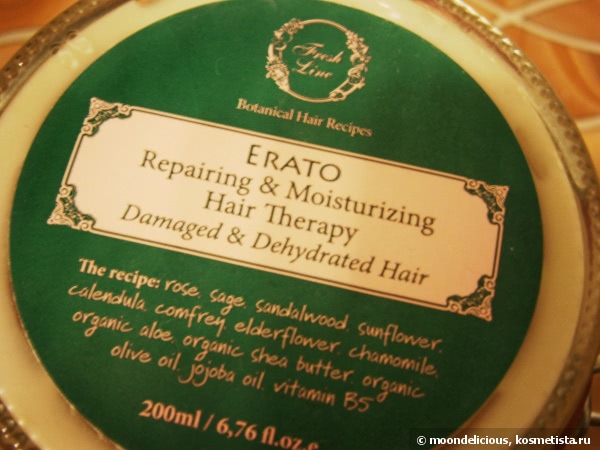 Fresh
Line
Botanical Hair Recipes
ERATO
Repairing & Moisturizing
Hair Therapy
Damaged & Dehydrated Hair
The recipe: rose, sage, sandalwood, sunflower,
calendula, comfrey, elderflower, chamomile,
organic aloe, organic shea butter, organic
olive oil, jojoba oil, vitamin B5
200ml / 6,76 fl.oz.e
© moondelicious, kosmetista.ru